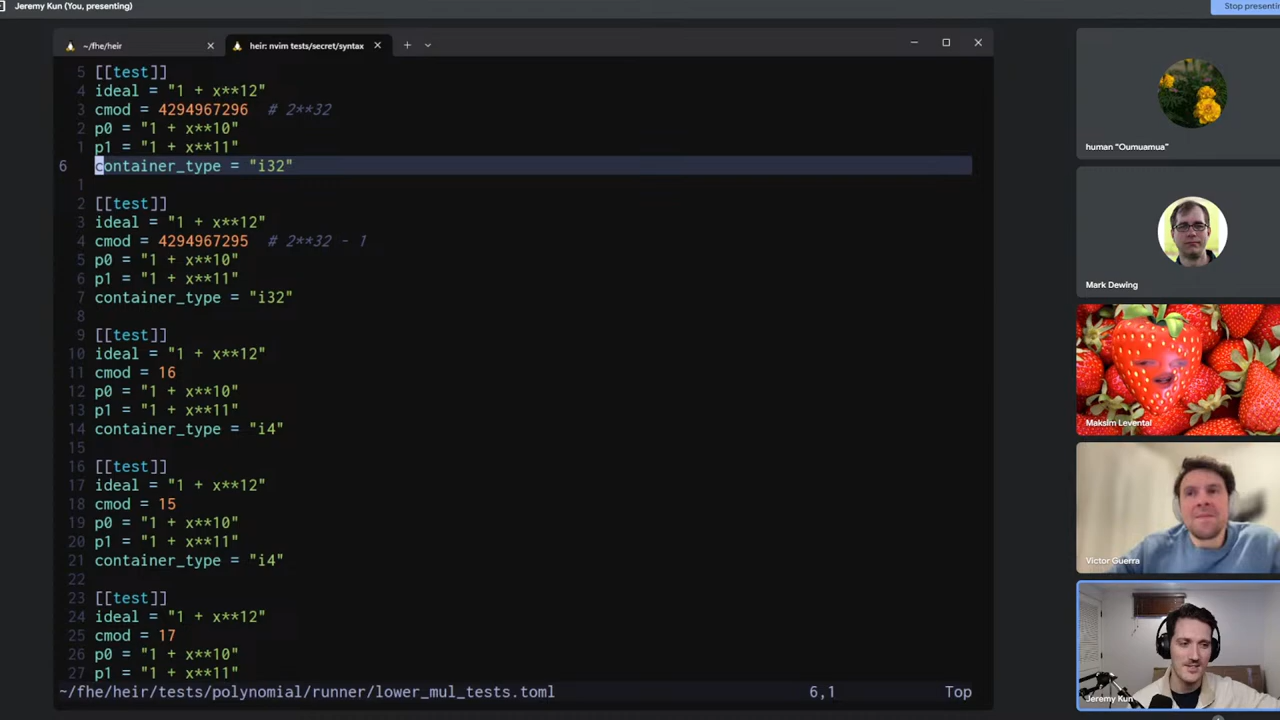 Jeremy Kun (You, presenting)
Stop presenting
~/fhe/heir
heir: nvim tests/secret/syntax
5 [[test]]
4 ideal = "1 + x**12"
3 cmod = 4294967296 # 2**32
2 p0 = "1 + x**10"
1 p1 = "1 + x**11"
6 container_type = "i32"
1
2 [[test]]
3 ideal = "1 + x**12"
4 cmod = 4294967295 # 2**32 - 1
5 p0 = "1 + x**10"
6 p1 = "1 + x**11"
7 container_type = "i32"
8
9 [[test]]
10 ideal = "1 + x**12"
11 cmod = 16
12 p0 = "1 + x**10"
13 p1 = "1 + x**11"
14 container_type = "i4"
15
16 [[test]]
17 ideal = "1 + x**12"
18 cmod = 15
19 p0 = "1 + x**10"
20 p1 = "1 + x**11"
21 container_type = "i4"
22
23 [[test]]
24 ideal = "1 + x**12"
25 cmod = 17
26 p0 = "1 + x**10"
27 p1 = "1 + x**11"
~/fhe/heir/tests/polynomial/runner/lower_mul_tests.toml 6,1 Top
human "Oumuamua"
Mark Dewing
Maksim Levental
Victor Guerra
Jeremy Kun